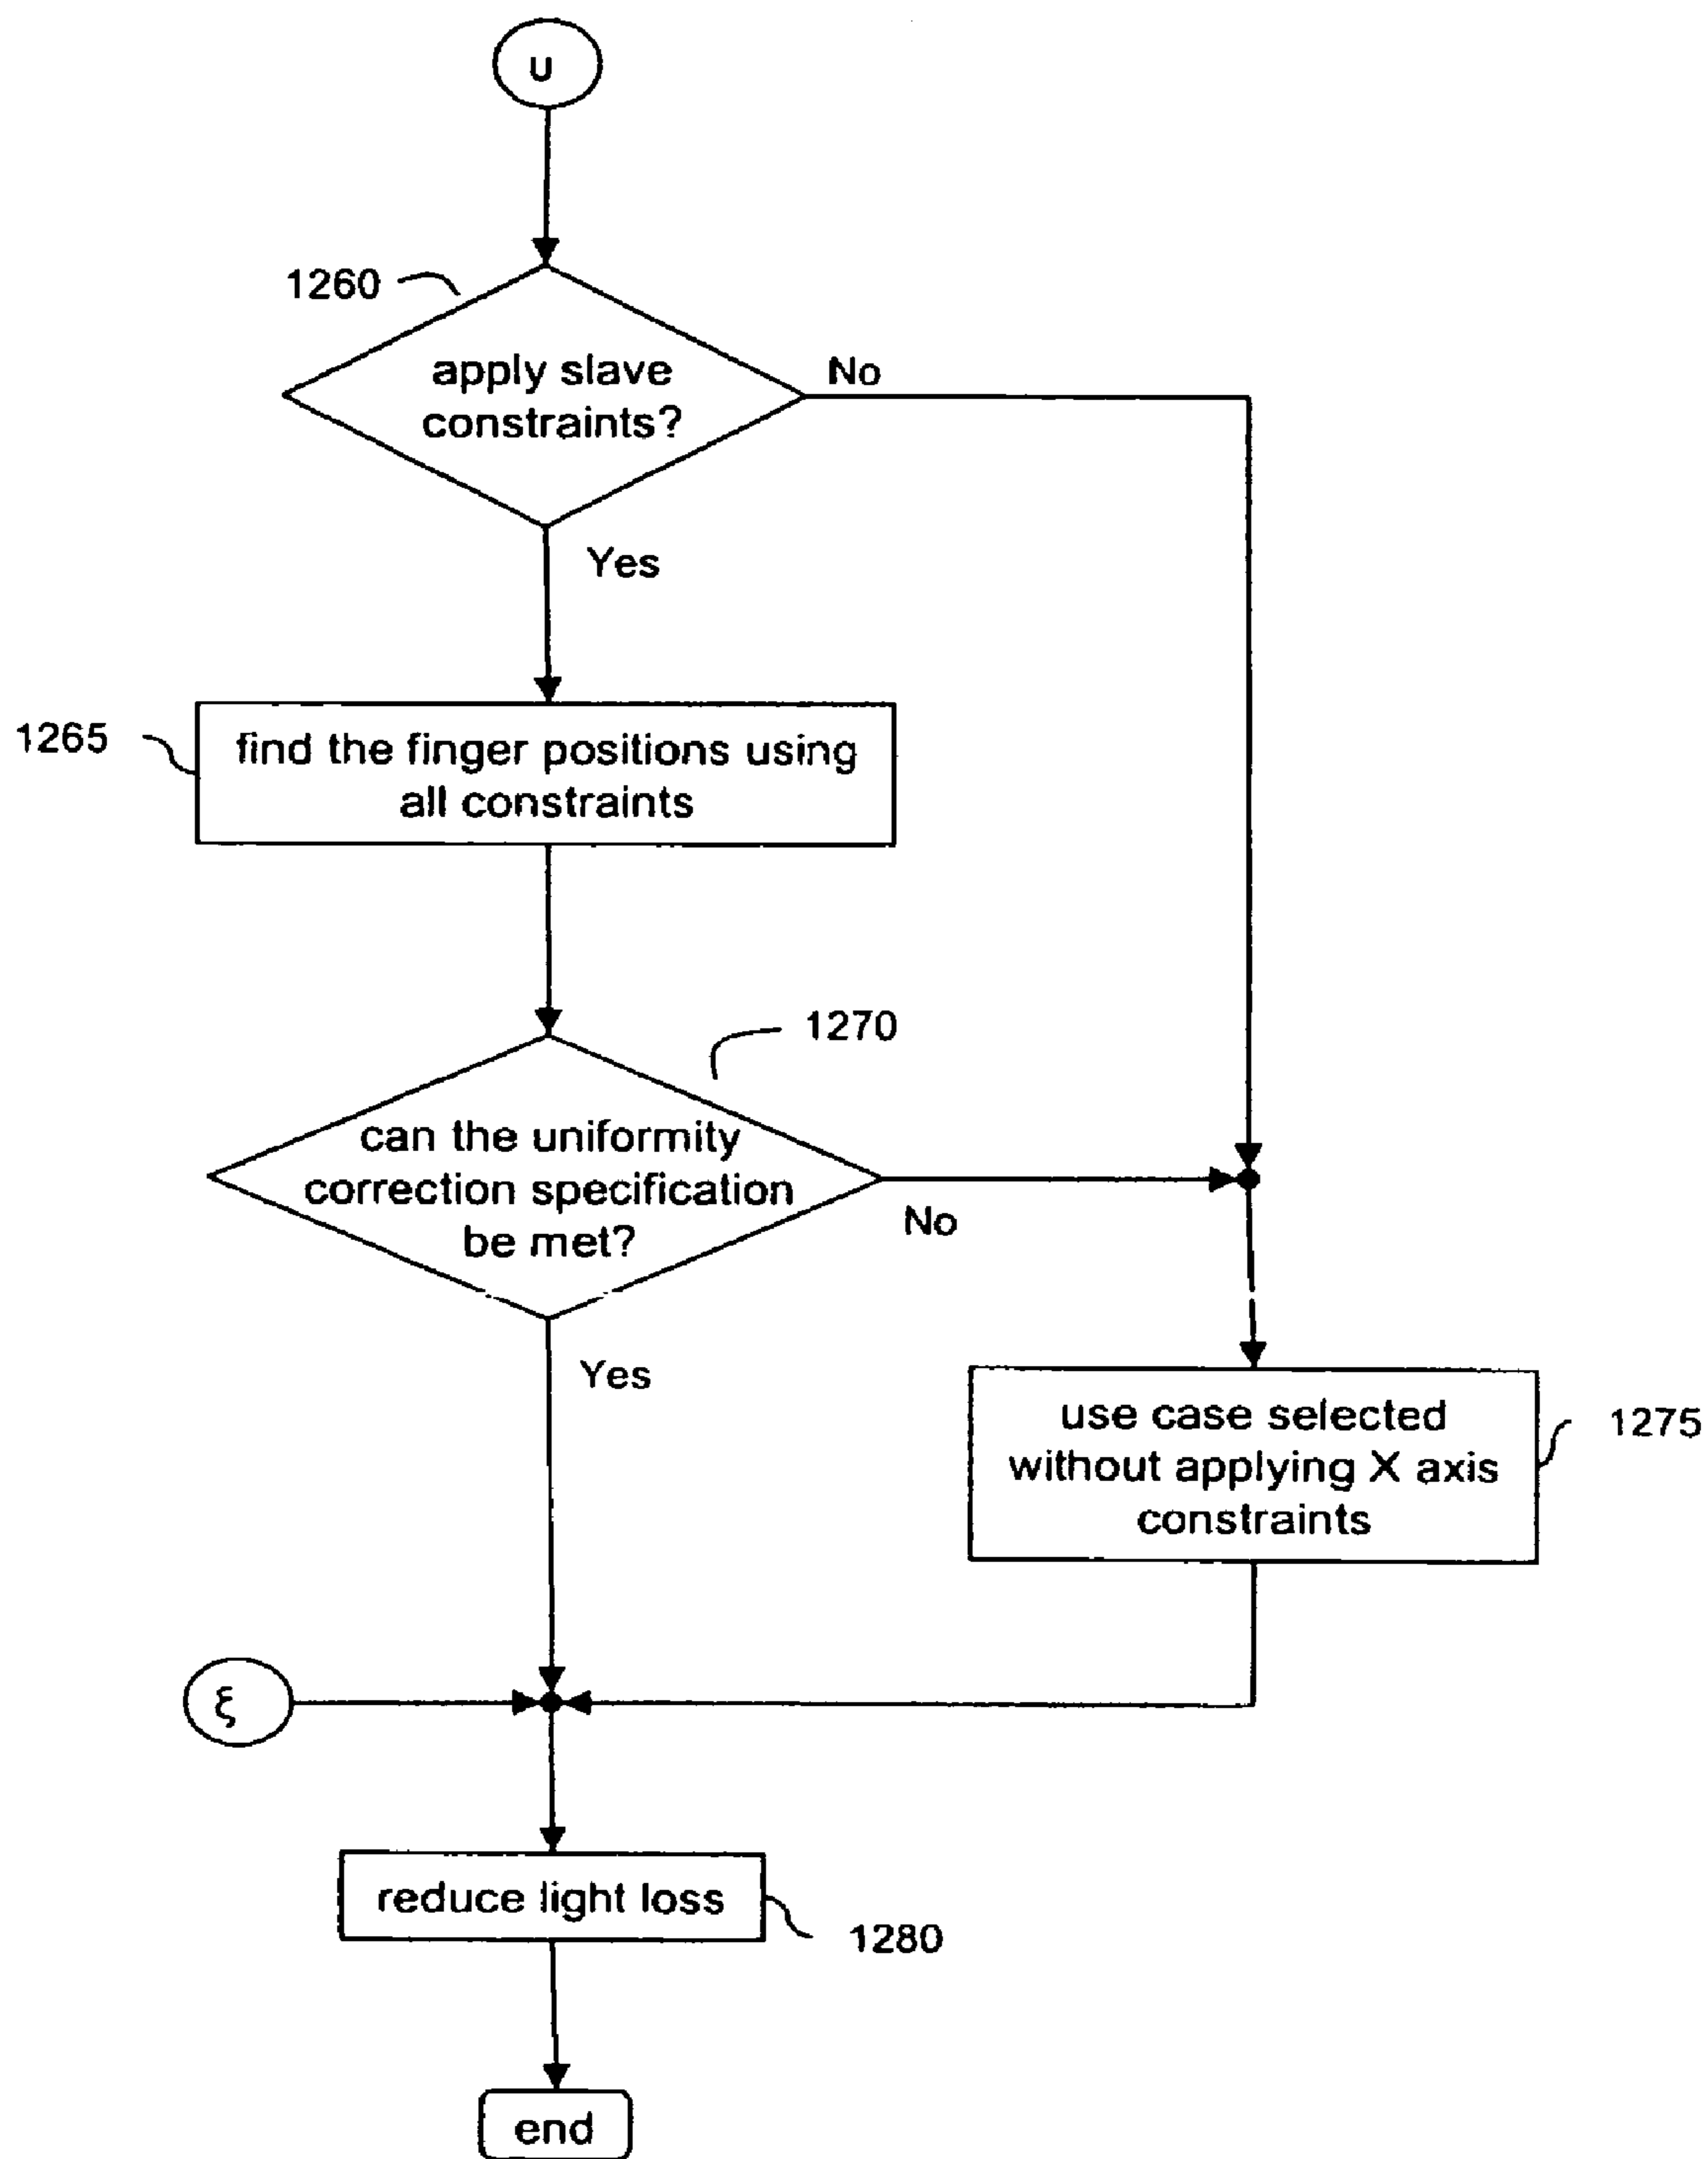 u
1260
apply slave
constraints?
No
Yes
1265
find the finger positions using
all constraints
1270
can the uniformity
correction specification
be met?
No
Yes
use case selected
without applying X axis
constraints
1275
ξ
reduce light loss
1280
end